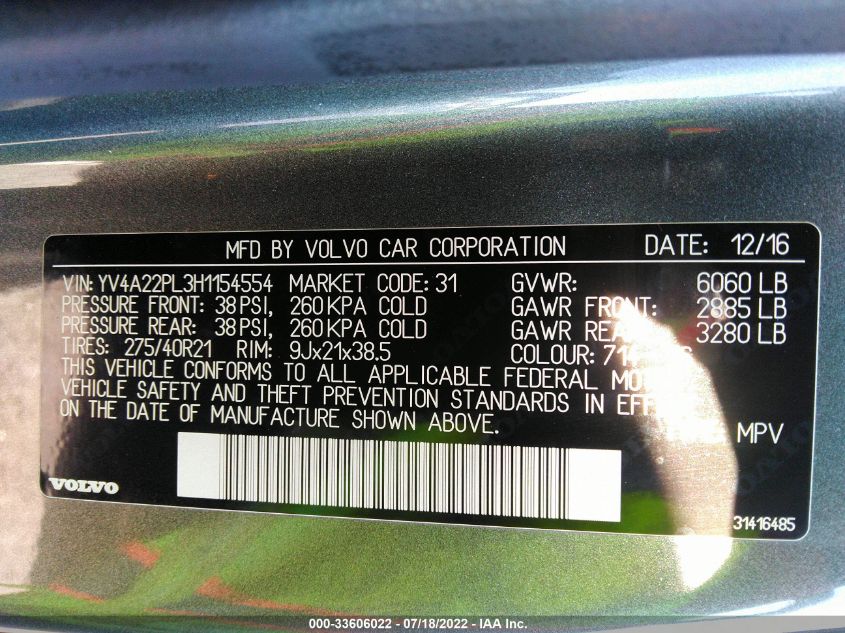 MFD BY VOLVO CAR CORPORATION DATE: 12/16
VIN: YV4A22PL3H1154554 MARKET CODE: 31 GVWR: 6060 LB
PRESSURE FRONT: 38 PSI, 260 KPA COLD GAWR FRONT: 2885 LB
PRESSURE REAR: 38 PSI, 260 KPA COLD GAWR 3280 LB
TIRES: 275/40R21 RIM: 9Jx21x38.5 COLOUR:
THIS VEHICLE CONFORMS TO ALL APPLICABLE FEDERAL
VEHICLE SAFETY AND THEFT PREVENTION STANDARDS IN
ON THE DATE OF MANUFACTURE SHOWN ABOVE.
MPV
VOLVO
31416485
000-33606022 - 07/18/2022 - IAA Inc.